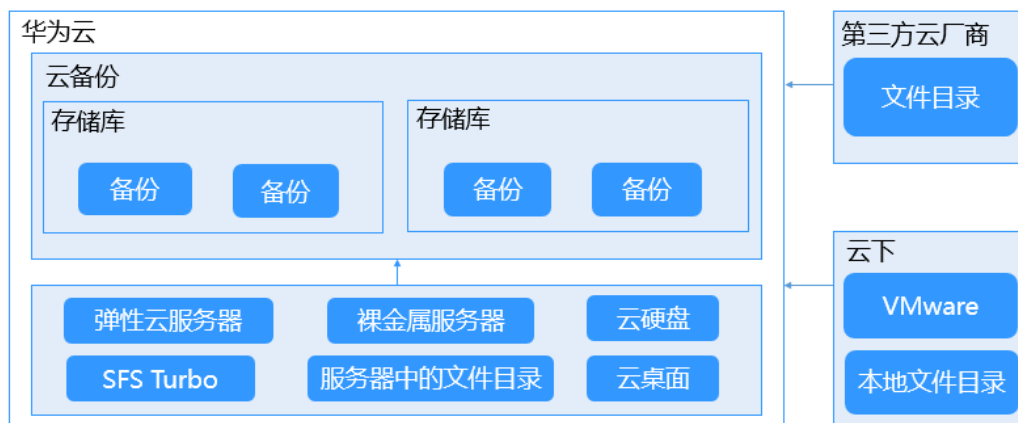 华为云
云备份
存储库
备份
备份
存储库
备份
备份
弹性云服务器
裸金属服务器
云硬盘
SFS Turbo
服务器中的文件目录
云桌面
第三方云厂商
文件目录
云下
VMware
本地文件目录